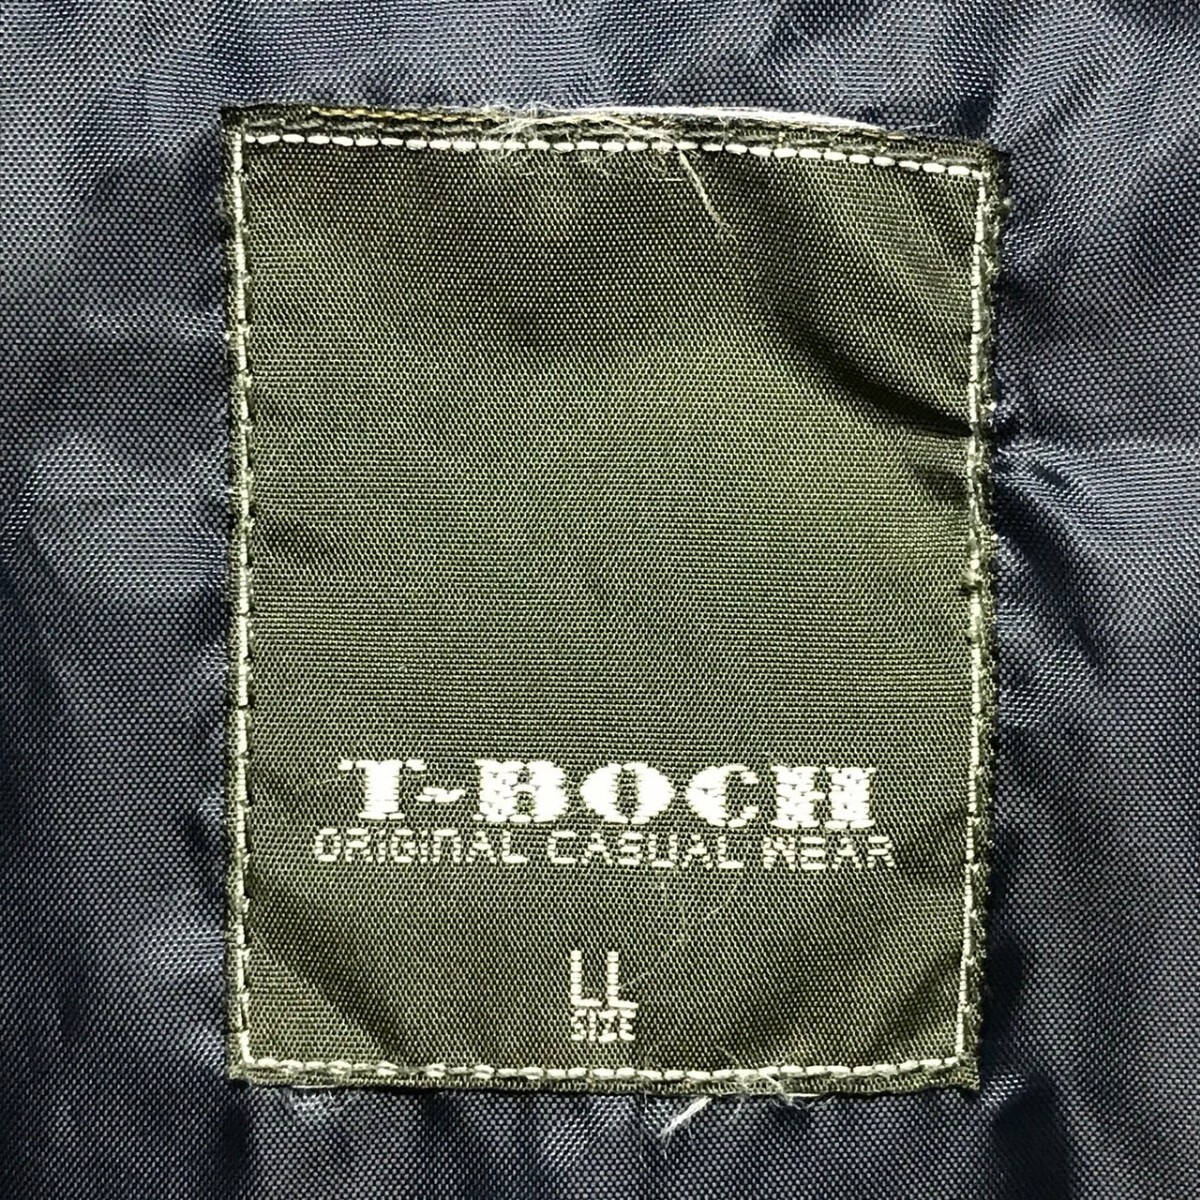 T-BOCH
ORIGINAL CASUAL WEAR
LL
SIZE